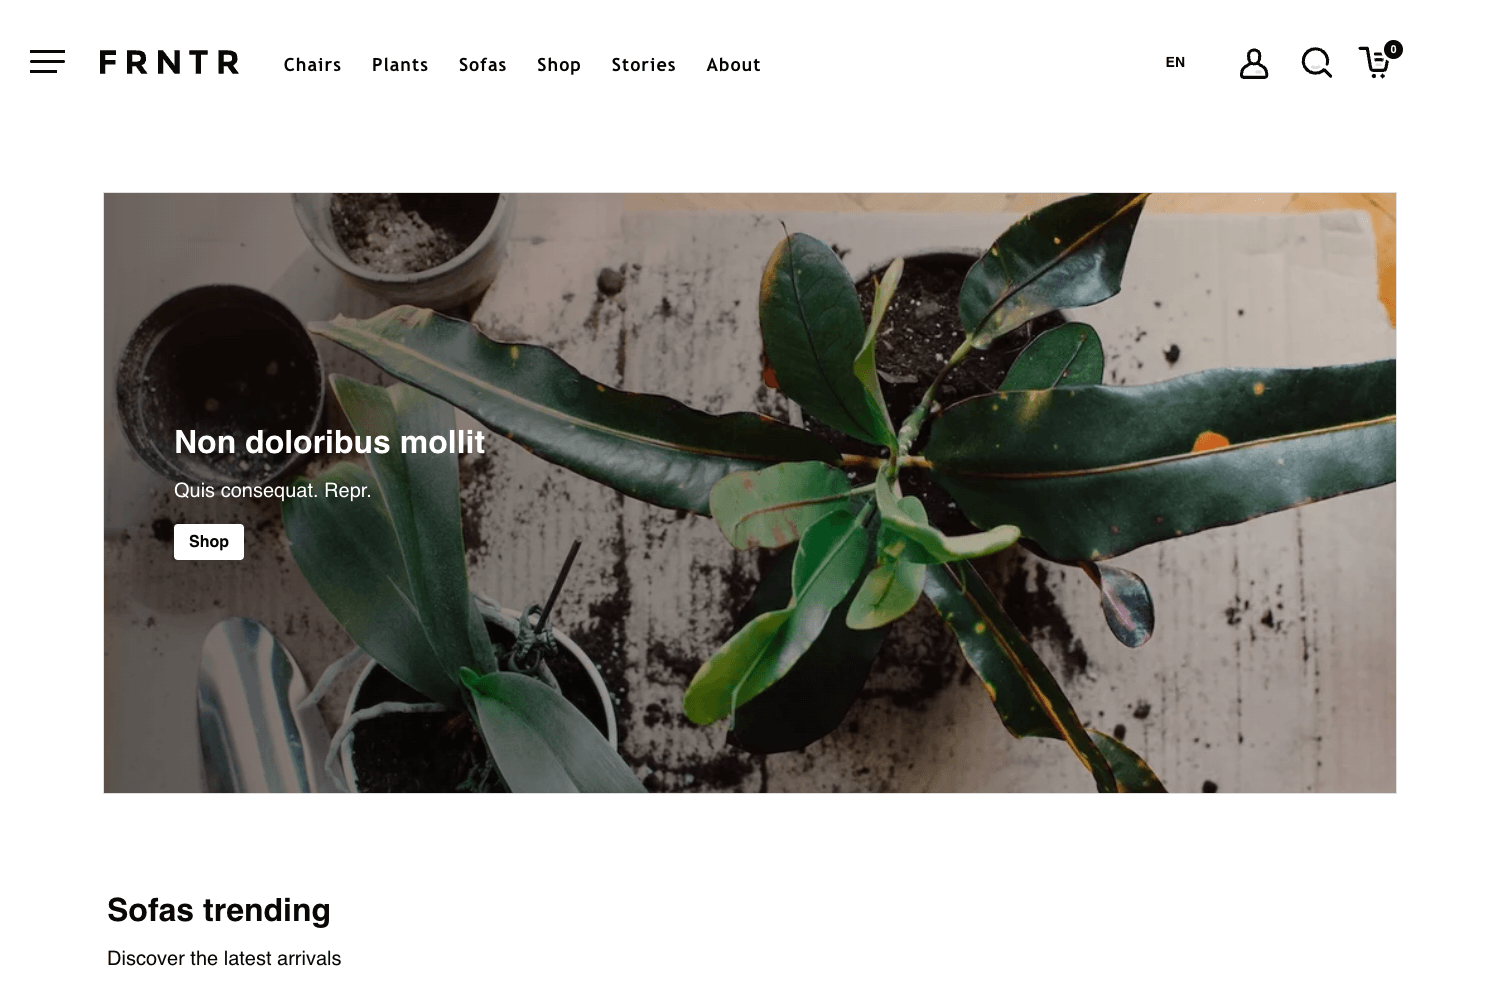 FRNTR
Chairs Plants Sofas Shop Stories About
EN
0
Non doloribus mollit
Quis consequat. Repr.
Shop
Sofas trending
Discover the latest arrivals